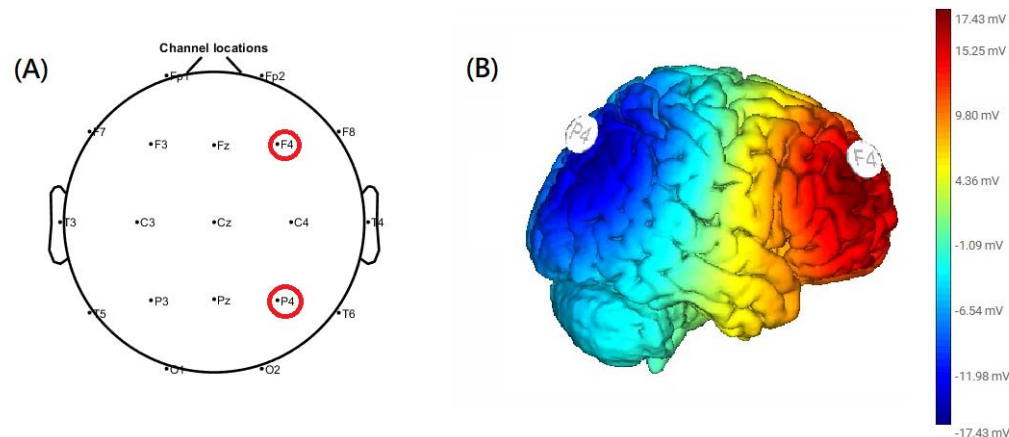 (A)
Channel locations
Fp1 Fp2
F7 F3 Fz F4 F8
T3 C3 Cz C4 T4
T5 P3 Pz P4 T6
O1 O2
(B)
P4
F4
17.43 mV
15.25 mV
9.80 mV
4.36 mV
-1.09 mV
-6.54 mV
-11.98 mV
-17.43 mV